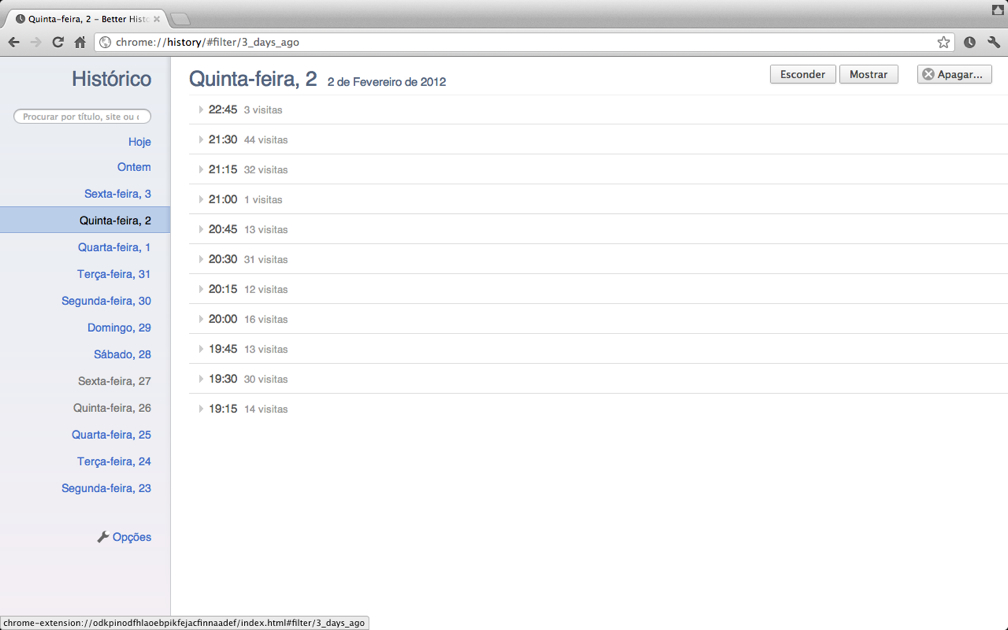 Quinta-feira, 2 – Better Histo
chrome://history/#filter/3_days_ago
Histórico
Procurar por título, site ou
Hoje
Ontem
Sexta-feira, 3
Quinta-feira, 2
Quarta-feira, 1
Terça-feira, 31
Segunda-feira, 30
Domingo, 29
Sábado, 28
Sexta-feira, 27
Quinta-feira, 26
Quarta-feira, 25
Terça-feira, 24
Segunda-feira, 23
Opções
Quinta-feira, 2 2 de Fevereiro de 2012
Esconder Mostrar Apagar...
22:45 3 visitas
21:30 44 visitas
21:15 32 visitas
21:00 1 visitas
20:45 13 visitas
20:30 31 visitas
20:15 12 visitas
20:00 16 visitas
19:45 13 visitas
19:30 30 visitas
19:15 14 visitas
chrome-extension://odkpinodfhlaoebpikfejacfinnaadef/index.html#filter/3_days_ago